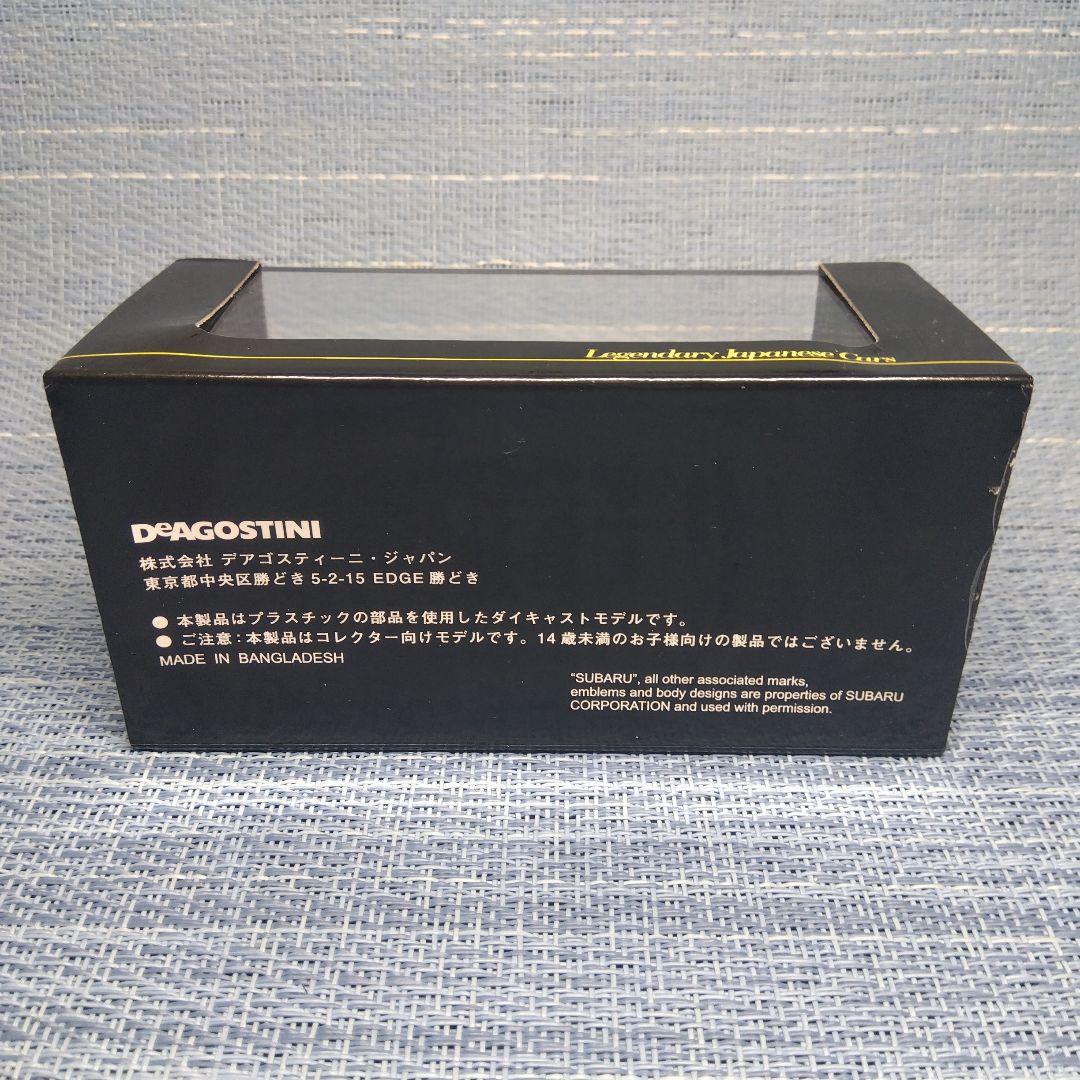 Legendary Japanese Cars
DeAGOSTINI
株式会社 デアゴスティーニ・ジャパン
東京都中央区勝どき 5-2-15 EDGE 勝どき
● 本製品はプラスチックの部品を使用したダイキャストモデルです。
● ご注意：本製品はコレクター向けモデルです。14 歳未満のお子様向けの製品ではございません。
MADE IN BANGLADESH
“SUBARU”, all other associated marks,
emblems and body designs are properties of SUBARU
CORPORATION and used with permission.